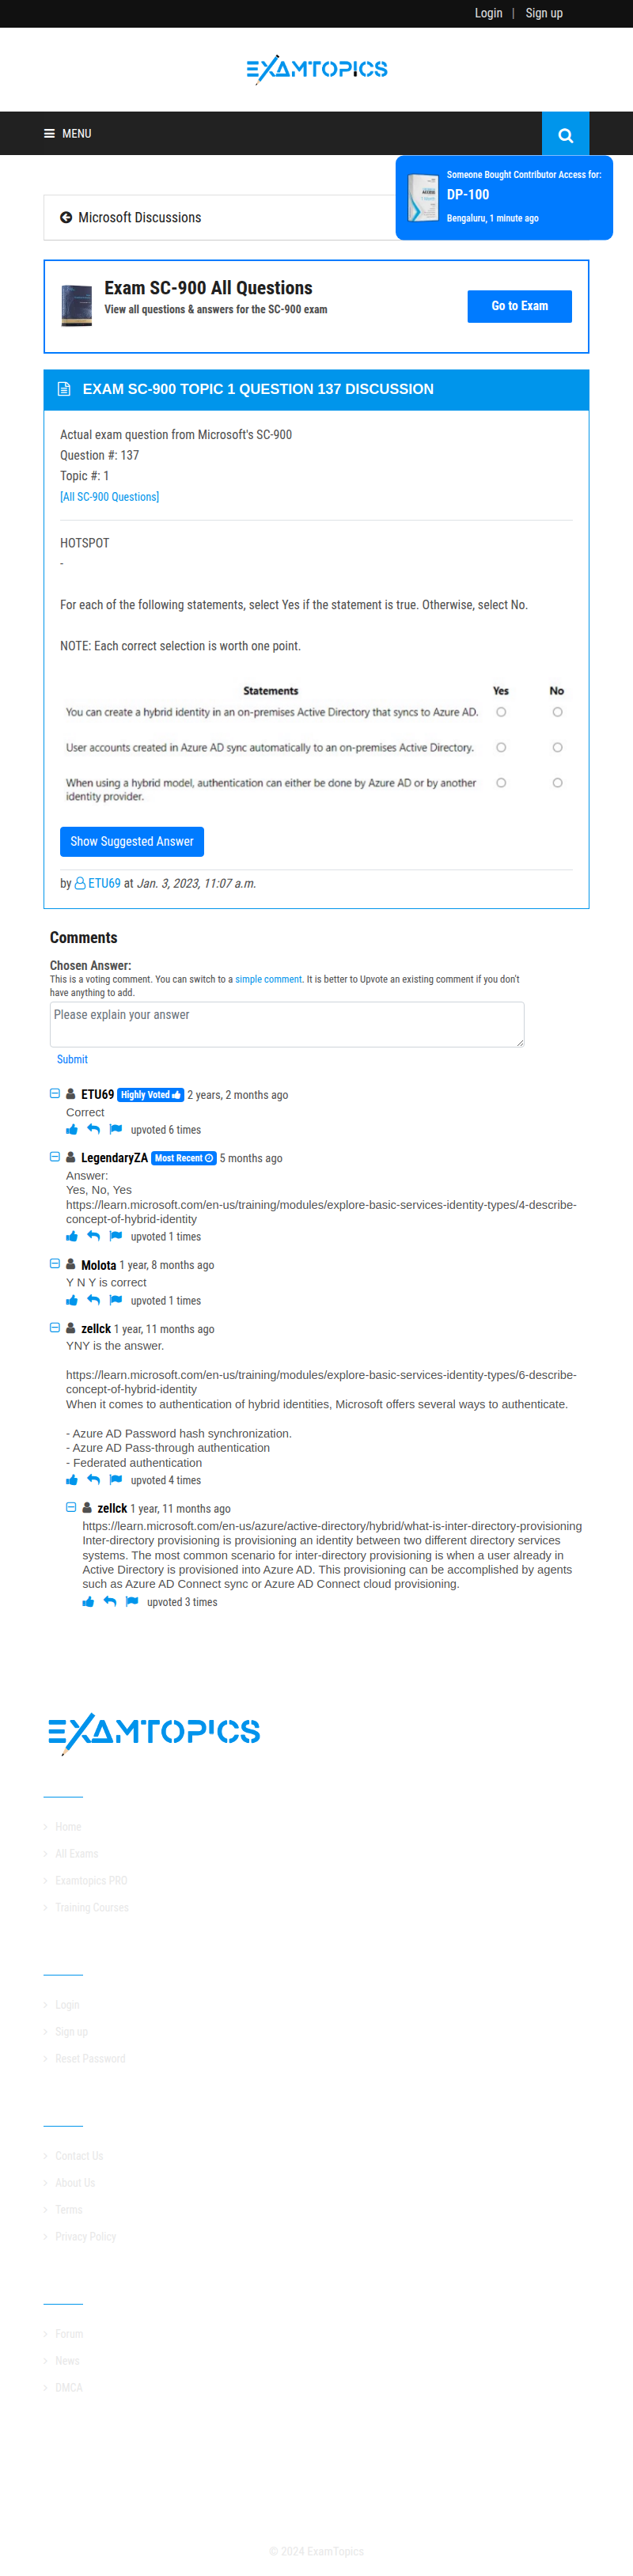 Login | Sign up
EXAMTOPICS
MENU
Someone Bought Contributor Access for:
DP-100
Bengaluru, 1 minute ago
Microsoft Discussions
Exam SC-900 All Questions
View all questions & answers for the SC-900 exam
Go to Exam
EXAM SC-900 TOPIC 1 QUESTION 137 DISCUSSION
Actual exam question from Microsoft's SC-900
Question #: 137
Topic #: 1
[All SC-900 Questions]
HOTSPOT
-
For each of the following statements, select Yes if the statement is true. Otherwise, select No.
NOTE: Each correct selection is worth one point.
Statements Yes No
You can create a hybrid identity in an on-premises Active Directory that syncs to Azure AD.
User accounts created in Azure AD sync automatically to an on-premises Active Directory.
When using a hybrid model, authentication can either be done by Azure AD or by another
identity provider.
Show Suggested Answer
by ETU69 at Jan. 3, 2023, 11:07 a.m.
Comments
Chosen Answer:
This is a voting comment. You can switch to a simple comment. It is better to Upvote an existing comment if you don't
have anything to add.
Please explain your answer
Submit
ETU69 Highly Voted 2 years, 2 months ago
Correct
upvoted 6 times
LegendaryZA Most Recent 5 months ago
Answer:
Yes, No, Yes
https://learn.microsoft.com/en-us/training/modules/explore-basic-services-identity-types/4-describe-
concept-of-hybrid-identity
upvoted 1 times
Molota 1 year, 8 months ago
Y N Y is correct
upvoted 1 times
zellck 1 year, 11 months ago
YNY is the answer.
https://learn.microsoft.com/en-us/training/modules/explore-basic-services-identity-types/6-describe-
concept-of-hybrid-identity
When it comes to authentication of hybrid identities, Microsoft offers several ways to authenticate.
- Azure AD Password hash synchronization.
- Azure AD Pass-through authentication
- Federated authentication
upvoted 4 times
zellck 1 year, 11 months ago
https://learn.microsoft.com/en-us/azure/active-directory/hybrid/what-is-inter-directory-provisioning
Inter-directory provisioning is provisioning an identity between two different directory services
systems. The most common scenario for inter-directory provisioning is when a user already in
Active Directory is provisioned into Azure AD. This provisioning can be accomplished by agents
such as Azure AD Connect sync or Azure AD Connect cloud provisioning.
upvoted 3 times
EXAMTOPICS
Home
All Exams
Examtopics PRO
Training Courses
Login
Sign up
Reset Password
Contact Us
About Us
Terms
Privacy Policy
Forum
News
DMCA
© 2024 ExamTopics